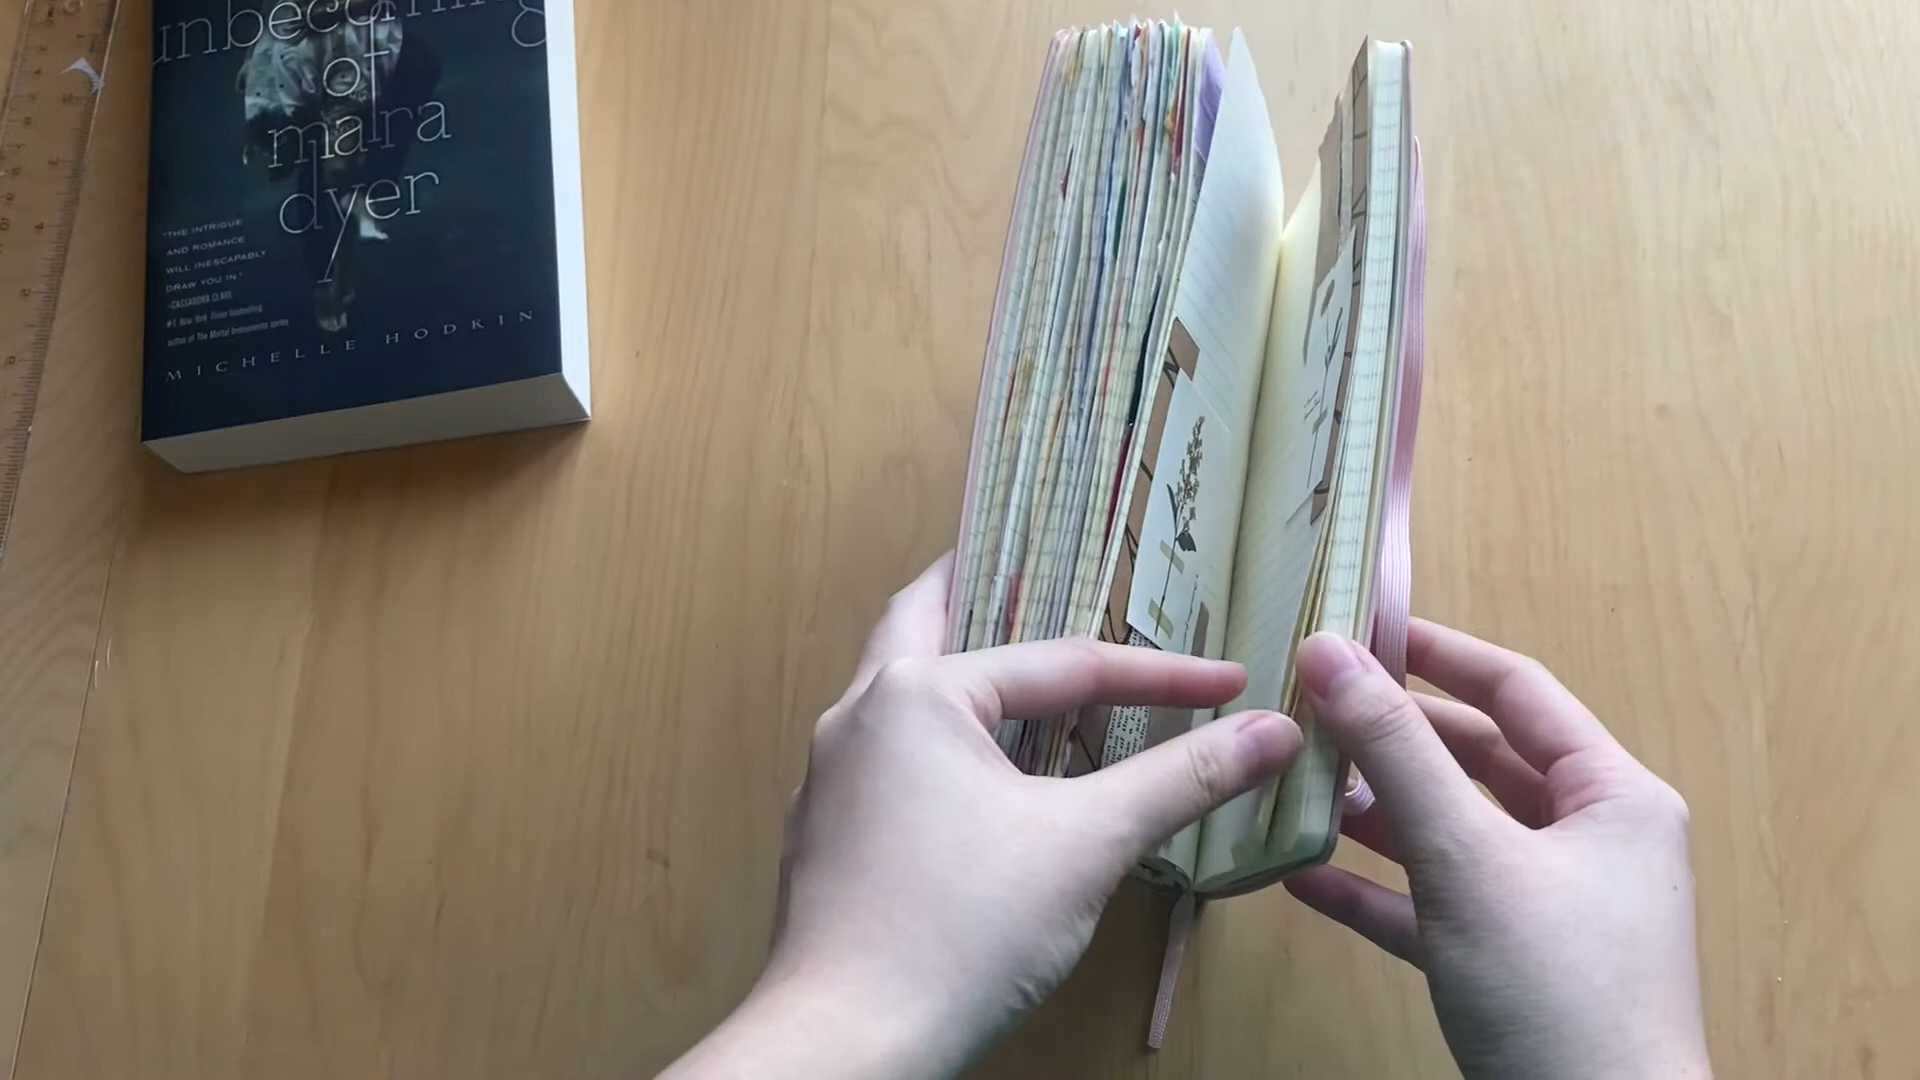 unbecoming
of
mara
dyer
"THE INTRIGUE
AND ROMANCE
WILL INESCAPABLY
DRAW YOU IN."
–CASSANDRA CLARE,
#1 New York Times bestselling
author of The Mortal Instruments series
MICHELLE HODKIN